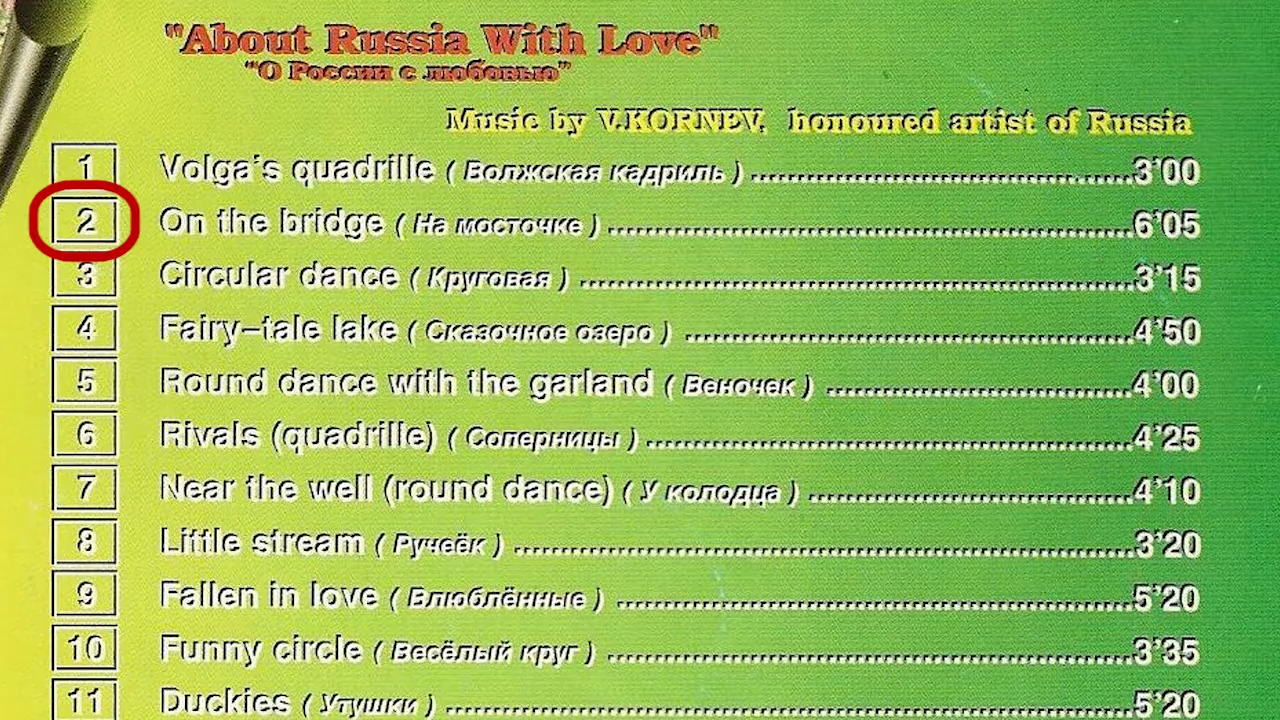 "About Russia With Love"
"О России с любовью"
Music by V.KORNEV, honoured artist of Russia
1 Volga's quadrille ( Волжская кадриль ) ........ 3'00
2 On the bridge ( На мосточке ) ........ 6'05
3 Circular dance ( Круговая ) ........ 3'15
4 Fairy-tale lake ( Сказочное озеро ) ........ 4'50
5 Round dance with the garland ( Веночек ) ........ 4'00
6 Rivals (quadrille) ( Соперницы ) ........ 4'25
7 Near the well (round dance) ( У колодца ) ........ 4'10
8 Little stream ( Ручеёк ) ........ 3'20
9 Fallen in love ( Влюблённые ) ........ 5'20
10 Funny circle ( Весёлый круг ) ........ 3'35
11 Duckies ( Утушки ) ........ 5'20